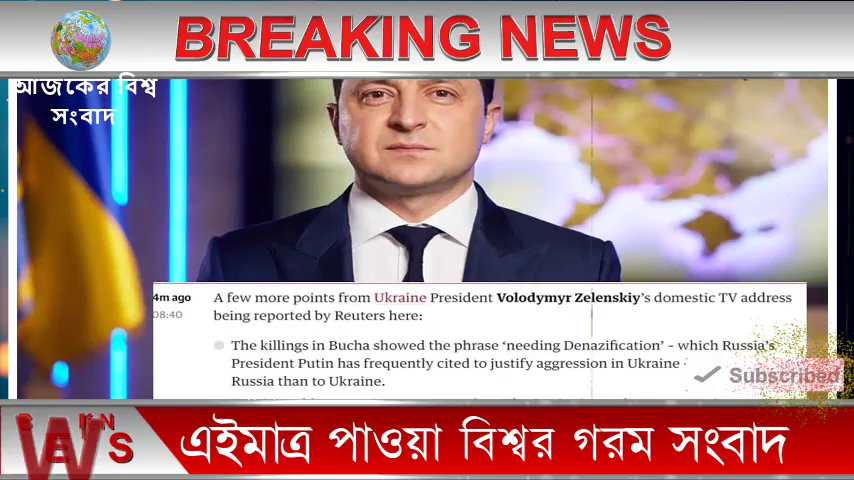 BREAKING NEWS
আজকের বিশ্ব
সংবাদ
4m ago
08:40
A few more points from Ukraine President Volodymyr Zelenskiy's domestic TV address
being reported by Reuters here:
The killings in Bucha showed the phrase 'needing Denazification' – which Russia's
President Putin has frequently cited to justify aggression in Ukraine
Russia than to Ukraine.
Subscribed
NEWS
এইমাত্র পাওয়া বিশ্বর গরম সংবাদ